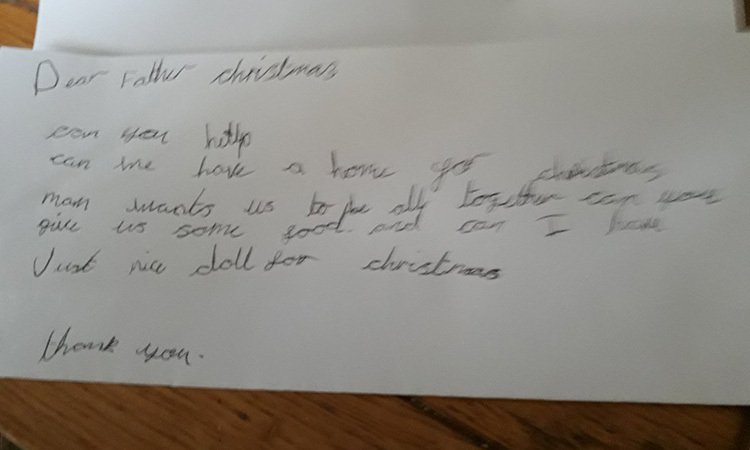 Dear Father christmas
can you help
can we have a home for christmas
mam wants us to be all together can you
give us some food and can I have
Just nice doll for christmas
thank you.